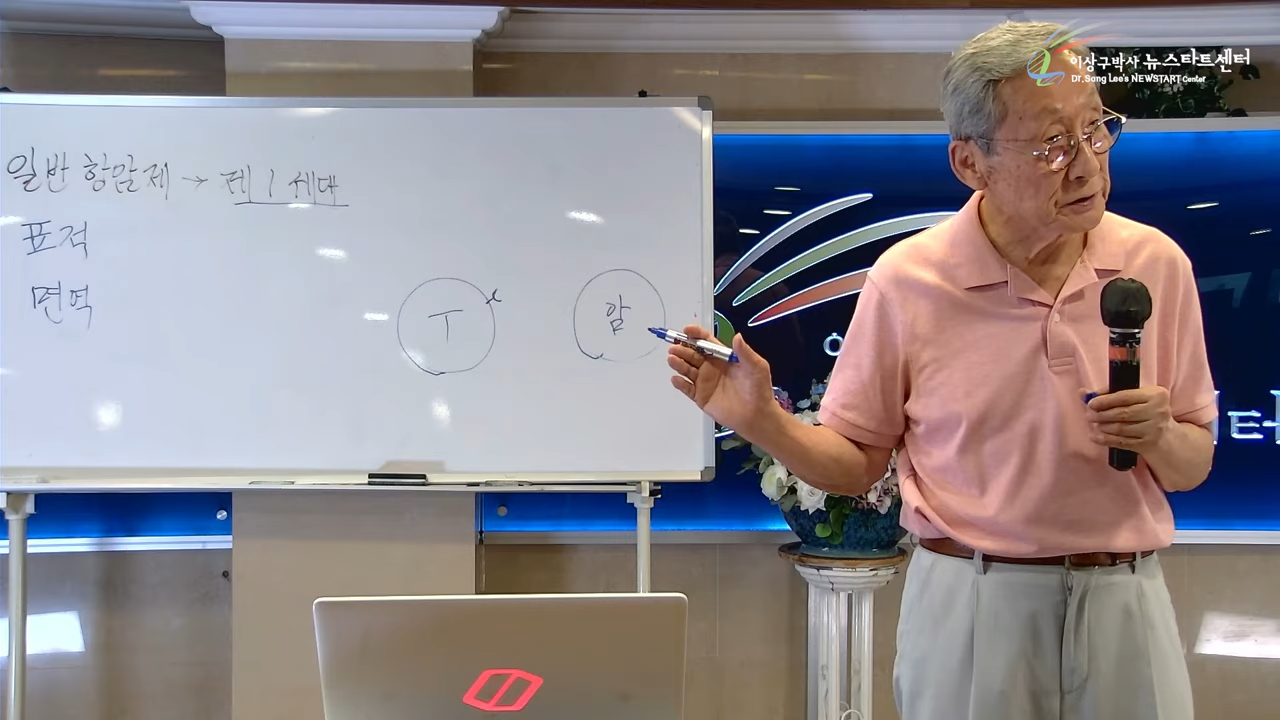 이상구박사 뉴스타트센터
Dr. Sang Lee's NEWSTART Center
일반 항암제 → 제 1 세대
표적
면역
T
암